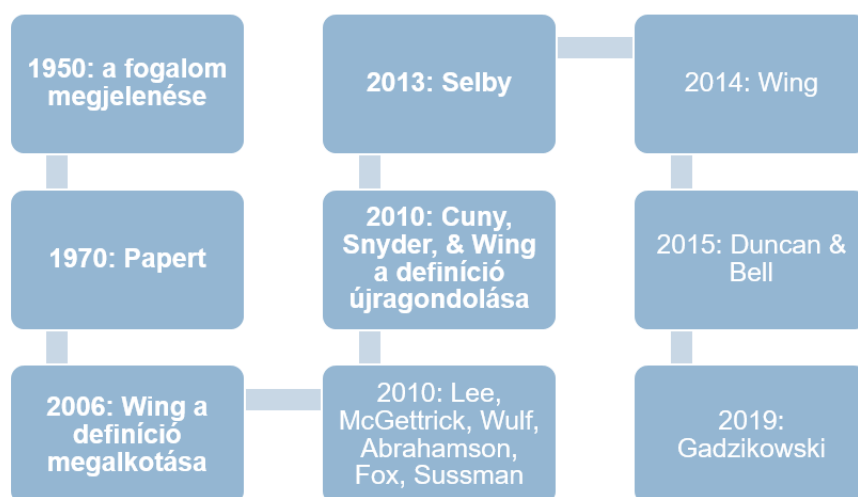 1950: a fogalom
megjelenése
1970: Papert
2006: Wing a
definíció
megalkotása
2010: Lee,
McGettrick, Wulf,
Abrahamson,
Fox, Sussman
2010: Cuny,
Snyder, & Wing
a definíció
újragondolása
2013: Selby
2014: Wing
2015: Duncan &
Bell
2019:
Gadzikowski